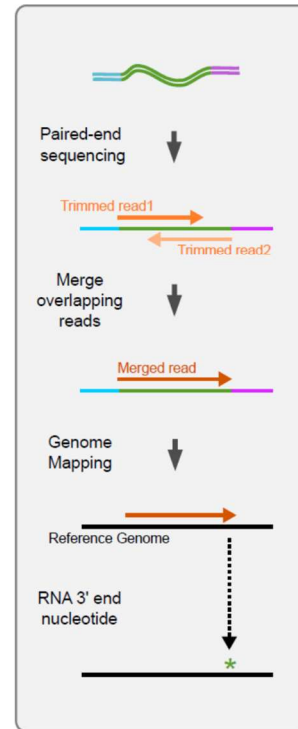 Paired-end
sequencing
Trimmed read1
Trimmed read2
Merge
overlapping
reads
Merged read
Genome
Mapping
Reference Genome
RNA 3' end
nucleotide
*